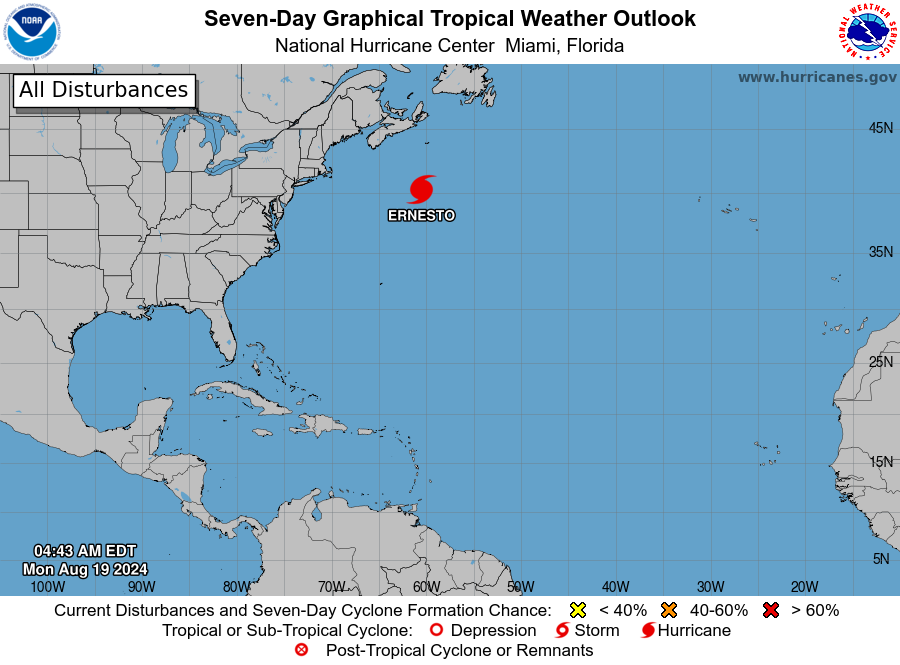 Seven-Day Graphical Tropical Weather Outlook
National Hurricane Center Miami, Florida
NOAA
NATIONAL WEATHER SERVICE
All Disturbances
www.hurricanes.gov
45N
ERNESTO
35N
25N
15N
04:43 AM EDT
Mon Aug 19 2024
5N
100W 90W 80W 70W 60W 50W 40W 30W 20W
Current Disturbances and Seven-Day Cyclone Formation Chance: < 40% 40-60% > 60%
Tropical or Sub-Tropical Cyclone: Depression Storm Hurricane
Post-Tropical Cyclone or Remnants